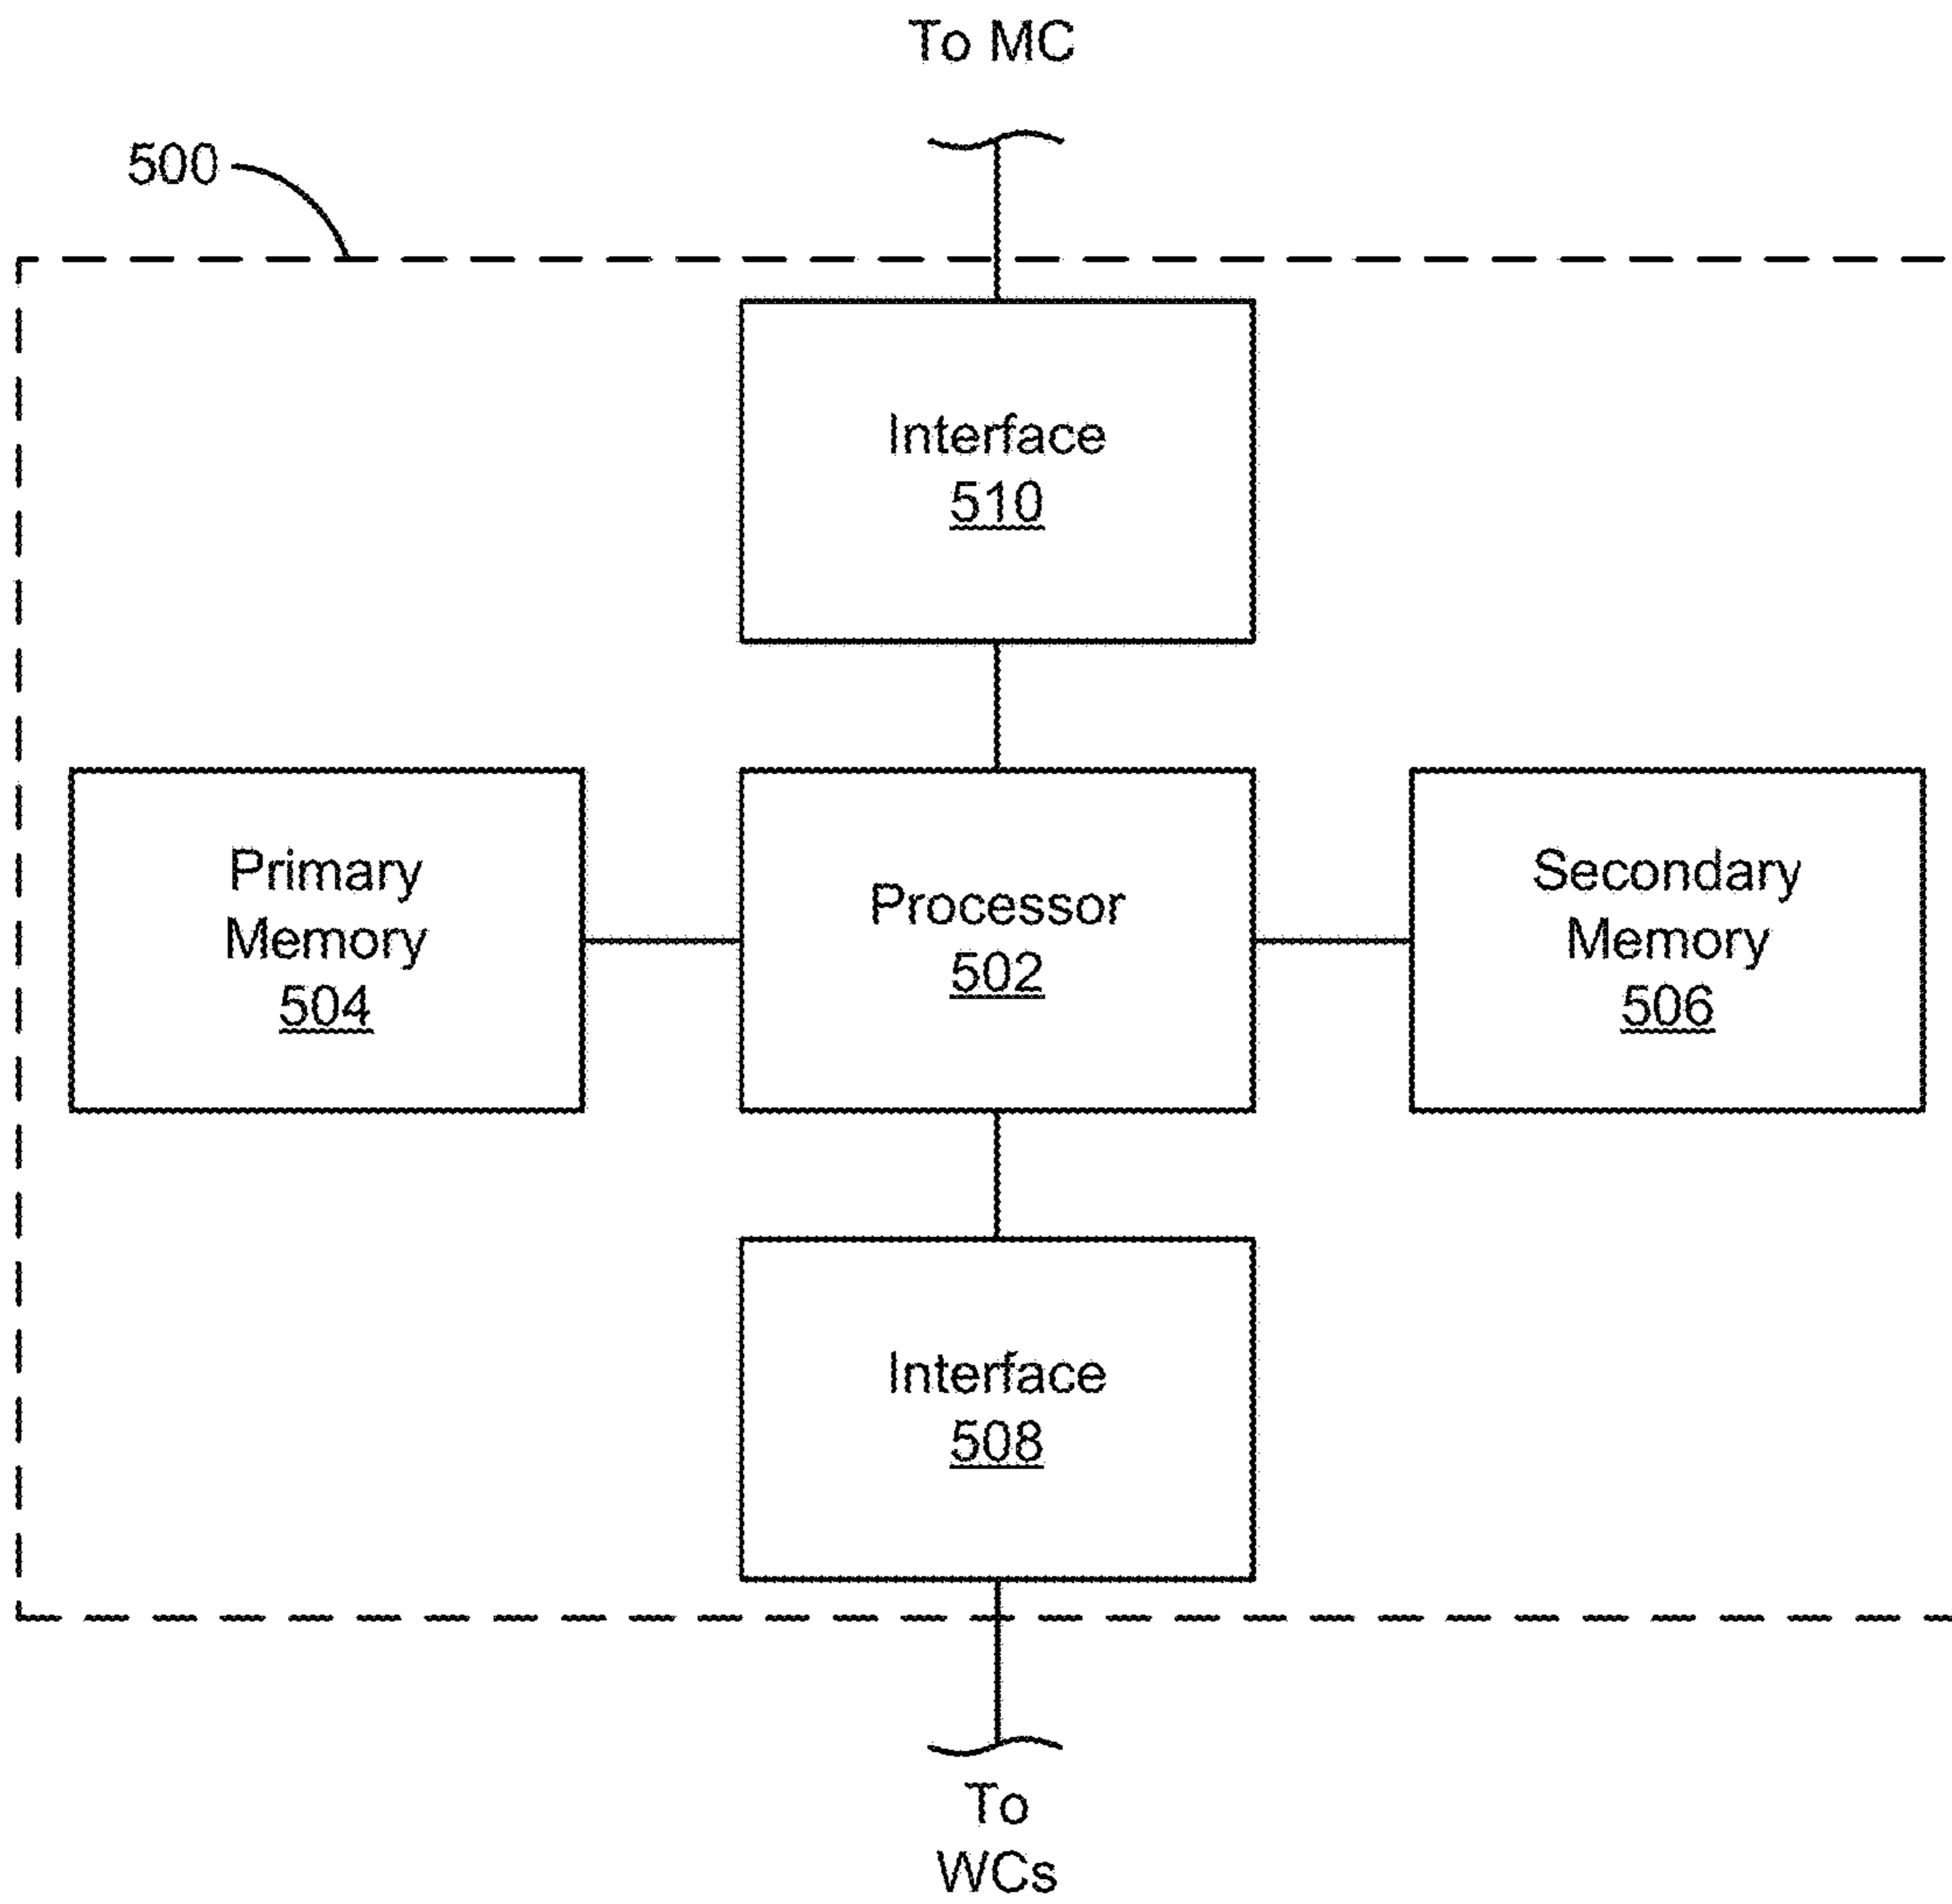 To MC
500
Interface
510
Primary
Memory
504
Processor
502
Secondary
Memory
506
Interface
508
To
WCs